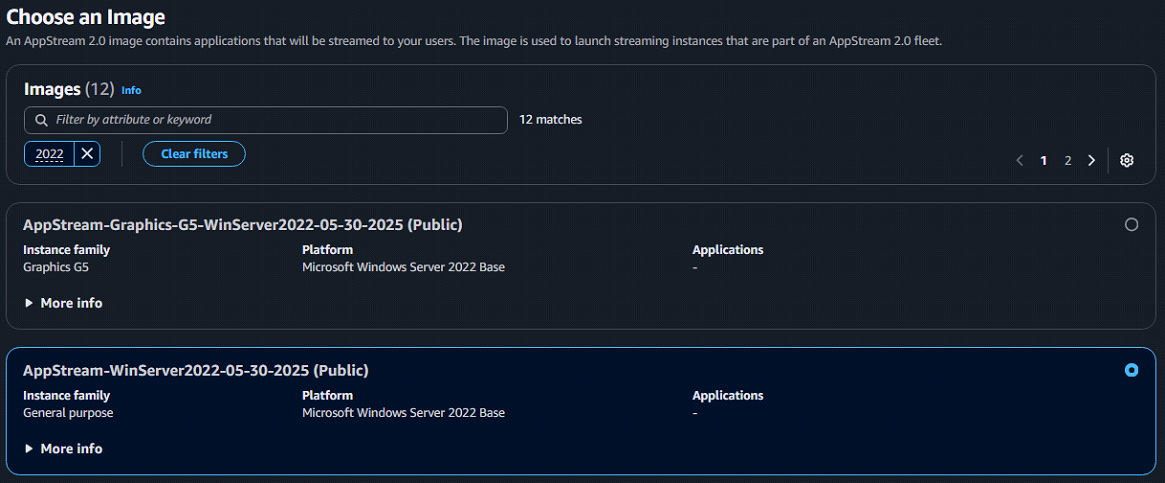 Choose an Image
An AppStream 2.0 image contains applications that will be streamed to your users. The image is used to launch streaming instances that are part of an AppStream 2.0 fleet.
Images (12) Info
Filter by attribute or keyword 12 matches
2022 Clear filters 1 2
AppStream-Graphics-G5-WinServer2022-05-30-2025 (Public)
Instance family Platform Applications
Graphics G5 Microsoft Windows Server 2022 Base -
More info
AppStream-WinServer2022-05-30-2025 (Public)
Instance family Platform Applications
General purpose Microsoft Windows Server 2022 Base -
More info